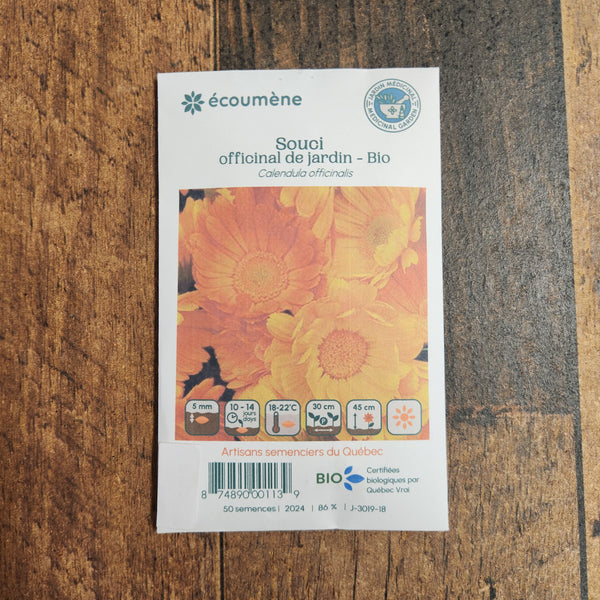 écoumène
JARDIN MÉDICINAL
MEDICINAL GARDEN
Souci
officinal de jardin - Bio
Calendula officinalis
5 mm
10 - 14
jours
days
18-22°C
30 cm
45 cm
Artisans semenciers du Québec
8 74890 00113 9
BIO
Certifiées
biologiques par
Québec Vrai
50 semences | 2024 | 86 % | J-3019-18